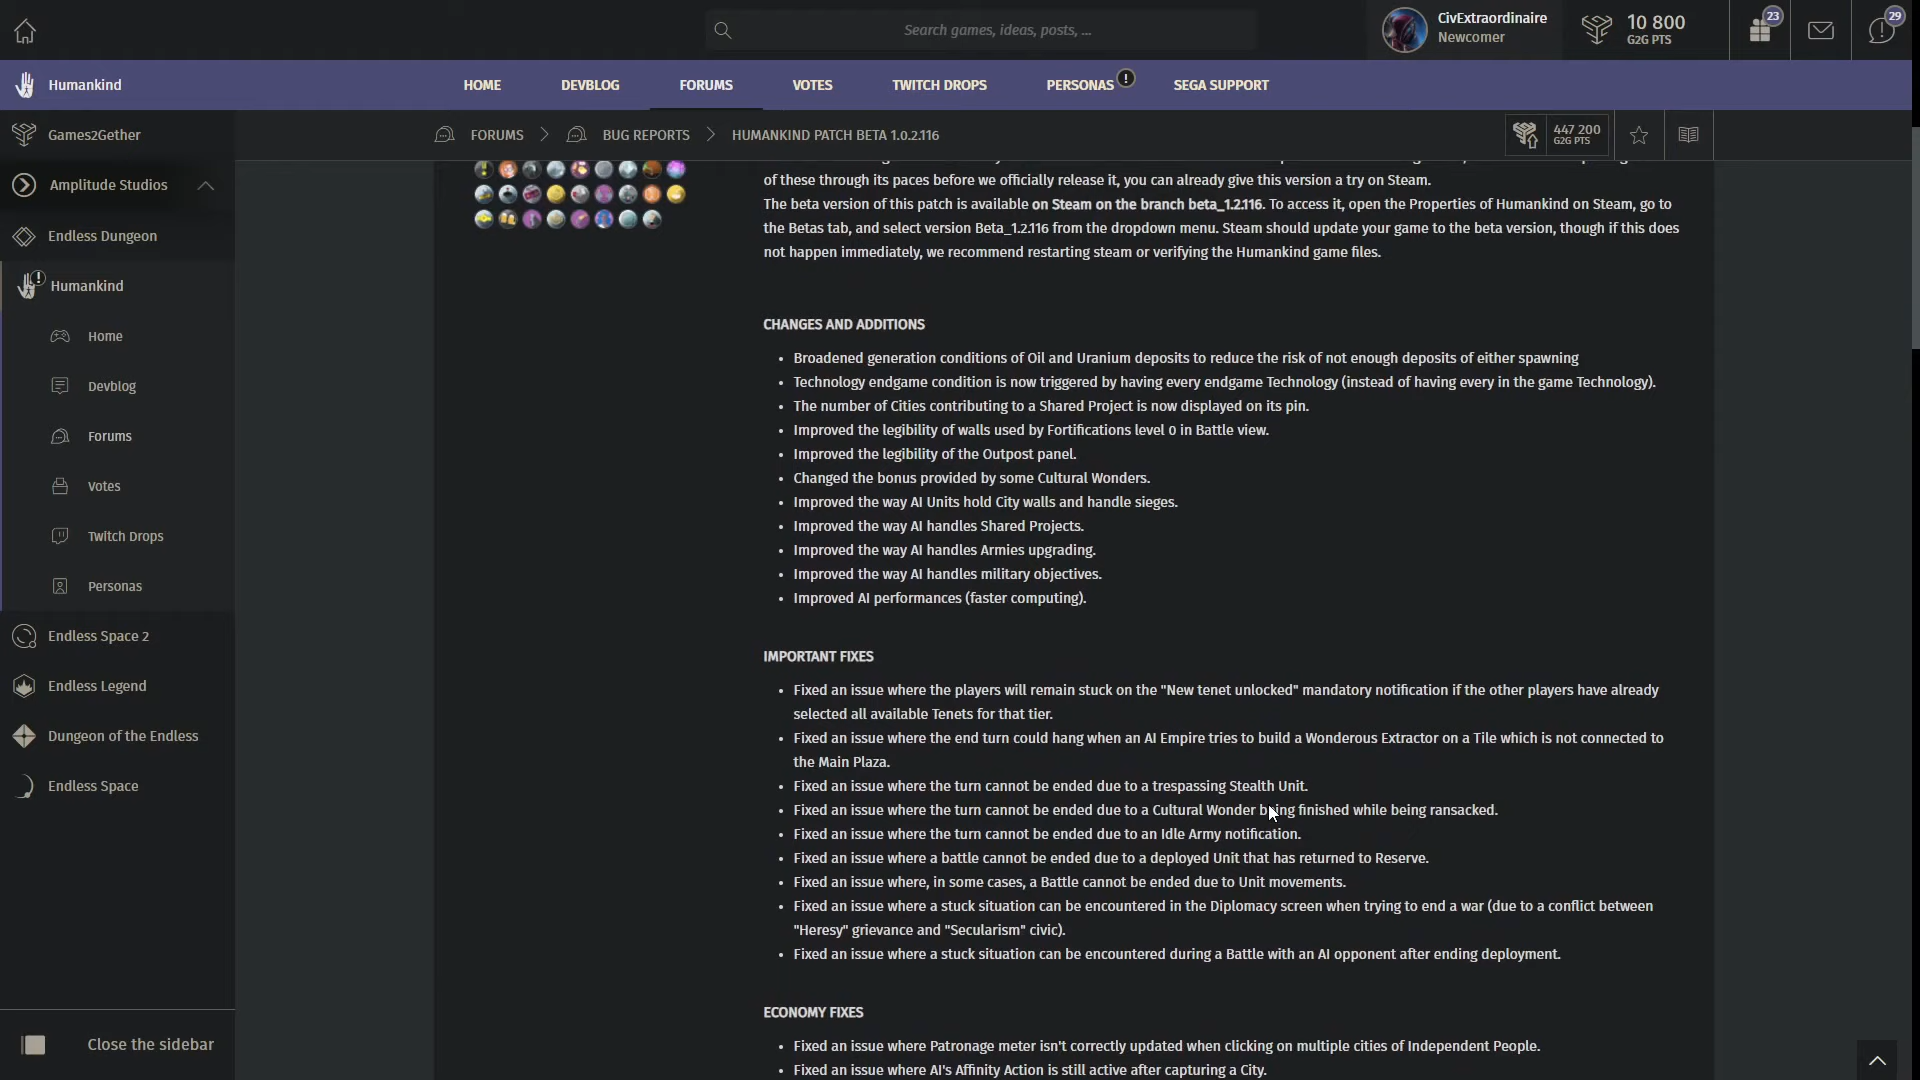 Search games, ideas, posts, ...
CivExtraordinaire
Newcomer
10 800
G2G PTS
23
29
Humankind
HOME
DEVBLOG
FORUMS
VOTES
TWITCH DROPS
PERSONAS
!
SEGA SUPPORT
Games2Gether
Amplitude Studios
Endless Dungeon
Humankind
Home
Devblog
Forums
Votes
Twitch Drops
Personas
Endless Space 2
Endless Legend
Dungeon of the Endless
Endless Space
Close the sidebar
FORUMS
BUG REPORTS
HUMANKIND PATCH BETA 1.0.2.116
447 200
G2G PTS
of these through its paces before we officially release it, you can already give this version a try on Steam.
The beta version of this patch is available on Steam on the branch beta_1.2.116. To access it, open the Properties of Humankind on Steam, go to
the Betas tab, and select version Beta_1.2.116 from the dropdown menu. Steam should update your game to the beta version, though if this does
not happen immediately, we recommend restarting steam or verifying the Humankind game files.
CHANGES AND ADDITIONS
• Broadened generation conditions of Oil and Uranium deposits to reduce the risk of not enough deposits of either spawning
• Technology endgame condition is now triggered by having every endgame Technology (instead of having every in the game Technology).
• The number of Cities contributing to a Shared Project is now displayed on its pin.
• Improved the legibility of walls used by Fortifications level 0 in Battle view.
• Improved the legibility of the Outpost panel.
• Changed the bonus provided by some Cultural Wonders.
• Improved the way AI Units hold City walls and handle sieges.
• Improved the way AI handles Shared Projects.
• Improved the way AI handles Armies upgrading.
• Improved the way AI handles military objectives.
• Improved AI performances (faster computing).
IMPORTANT FIXES
• Fixed an issue where the players will remain stuck on the "New tenet unlocked" mandatory notification if the other players have already
selected all available Tenets for that tier.
• Fixed an issue where the end turn could hang when an AI Empire tries to build a Wonderous Extractor on a Tile which is not connected to
the Main Plaza.
• Fixed an issue where the turn cannot be ended due to a trespassing Stealth Unit.
• Fixed an issue where the turn cannot be ended due to a Cultural Wonder being finished while being ransacked.
• Fixed an issue where the turn cannot be ended due to an Idle Army notification.
• Fixed an issue where a battle cannot be ended due to a deployed Unit that has returned to Reserve.
• Fixed an issue where, in some cases, a Battle cannot be ended due to Unit movements.
• Fixed an issue where a stuck situation can be encountered in the Diplomacy screen when trying to end a war (due to a conflict between
"Heresy" grievance and "Secularism" civic).
• Fixed an issue where a stuck situation can be encountered during a Battle with an AI opponent after ending deployment.
ECONOMY FIXES
• Fixed an issue where Patronage meter isn't correctly updated when clicking on multiple cities of Independent People.
• Fixed an issue where AI's Affinity Action is still active after capturing a City.